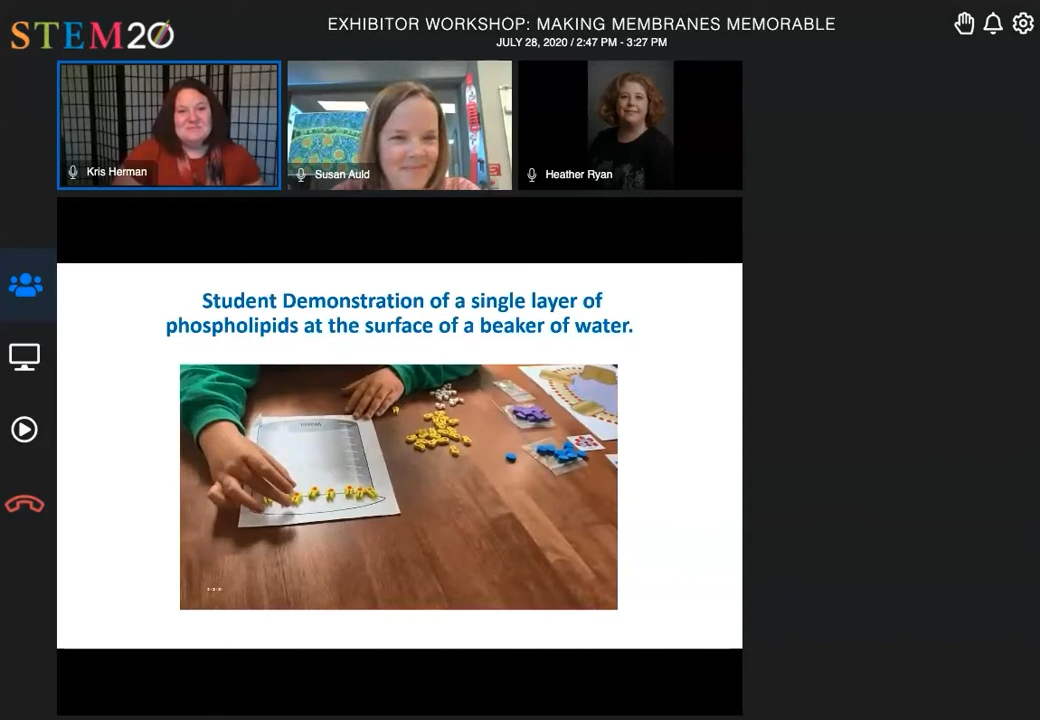 STEM20
EXHIBITOR WORKSHOP: MAKING MEMBRANES MEMORABLE
JULY 28, 2020 / 2:47 PM - 3:27 PM
Kris Herman
Susan Auld
Heather Ryan
Student Demonstration of a single layer of
phospholipids at the surface of a beaker of water.
Water